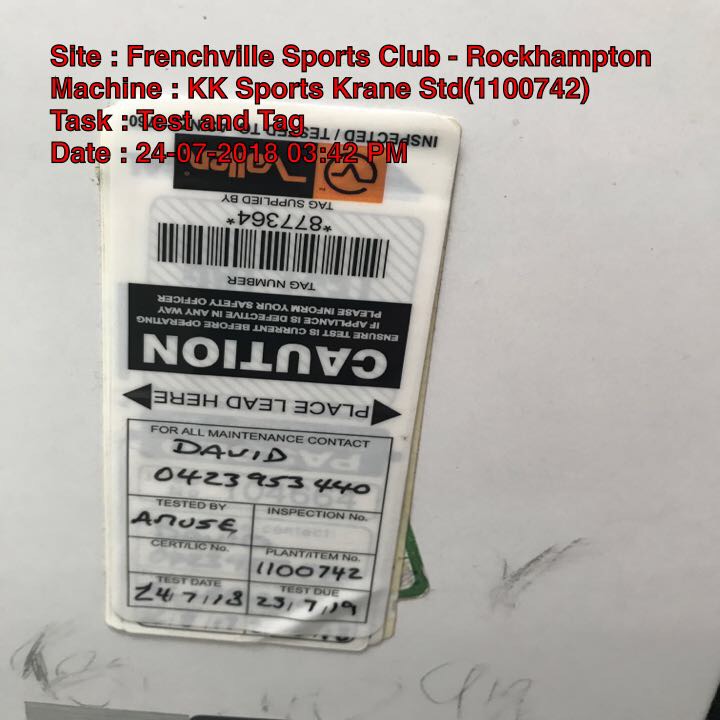 Site : Frenchville Sports Club - Rockhampton
Machine : KK Sports Krane Std(1100742)
Task : Test and Tag
Date : 24-07-2018 03:42 PM
INSPECTED / TESTED TO
TAG SUPPLIED BY
*877364*
TAG NUMBER
CAUTION
ENSURE TEST IS CURRENT BEFORE OPERATING
IF APPLIANCE IS DEFECTIVE IN ANY WAY
PLEASE INFORM YOUR SAFETY OFFICER
PLACE LEAD HERE
FOR ALL MAINTENANCE CONTACT
DAVID
0423953440
TESTED BY INSPECTION No.
AMUSE
CERT/LIC No. PLANT/ITEM No.
1100742
TEST DATE TEST DUE
24/7/18 23/7/19